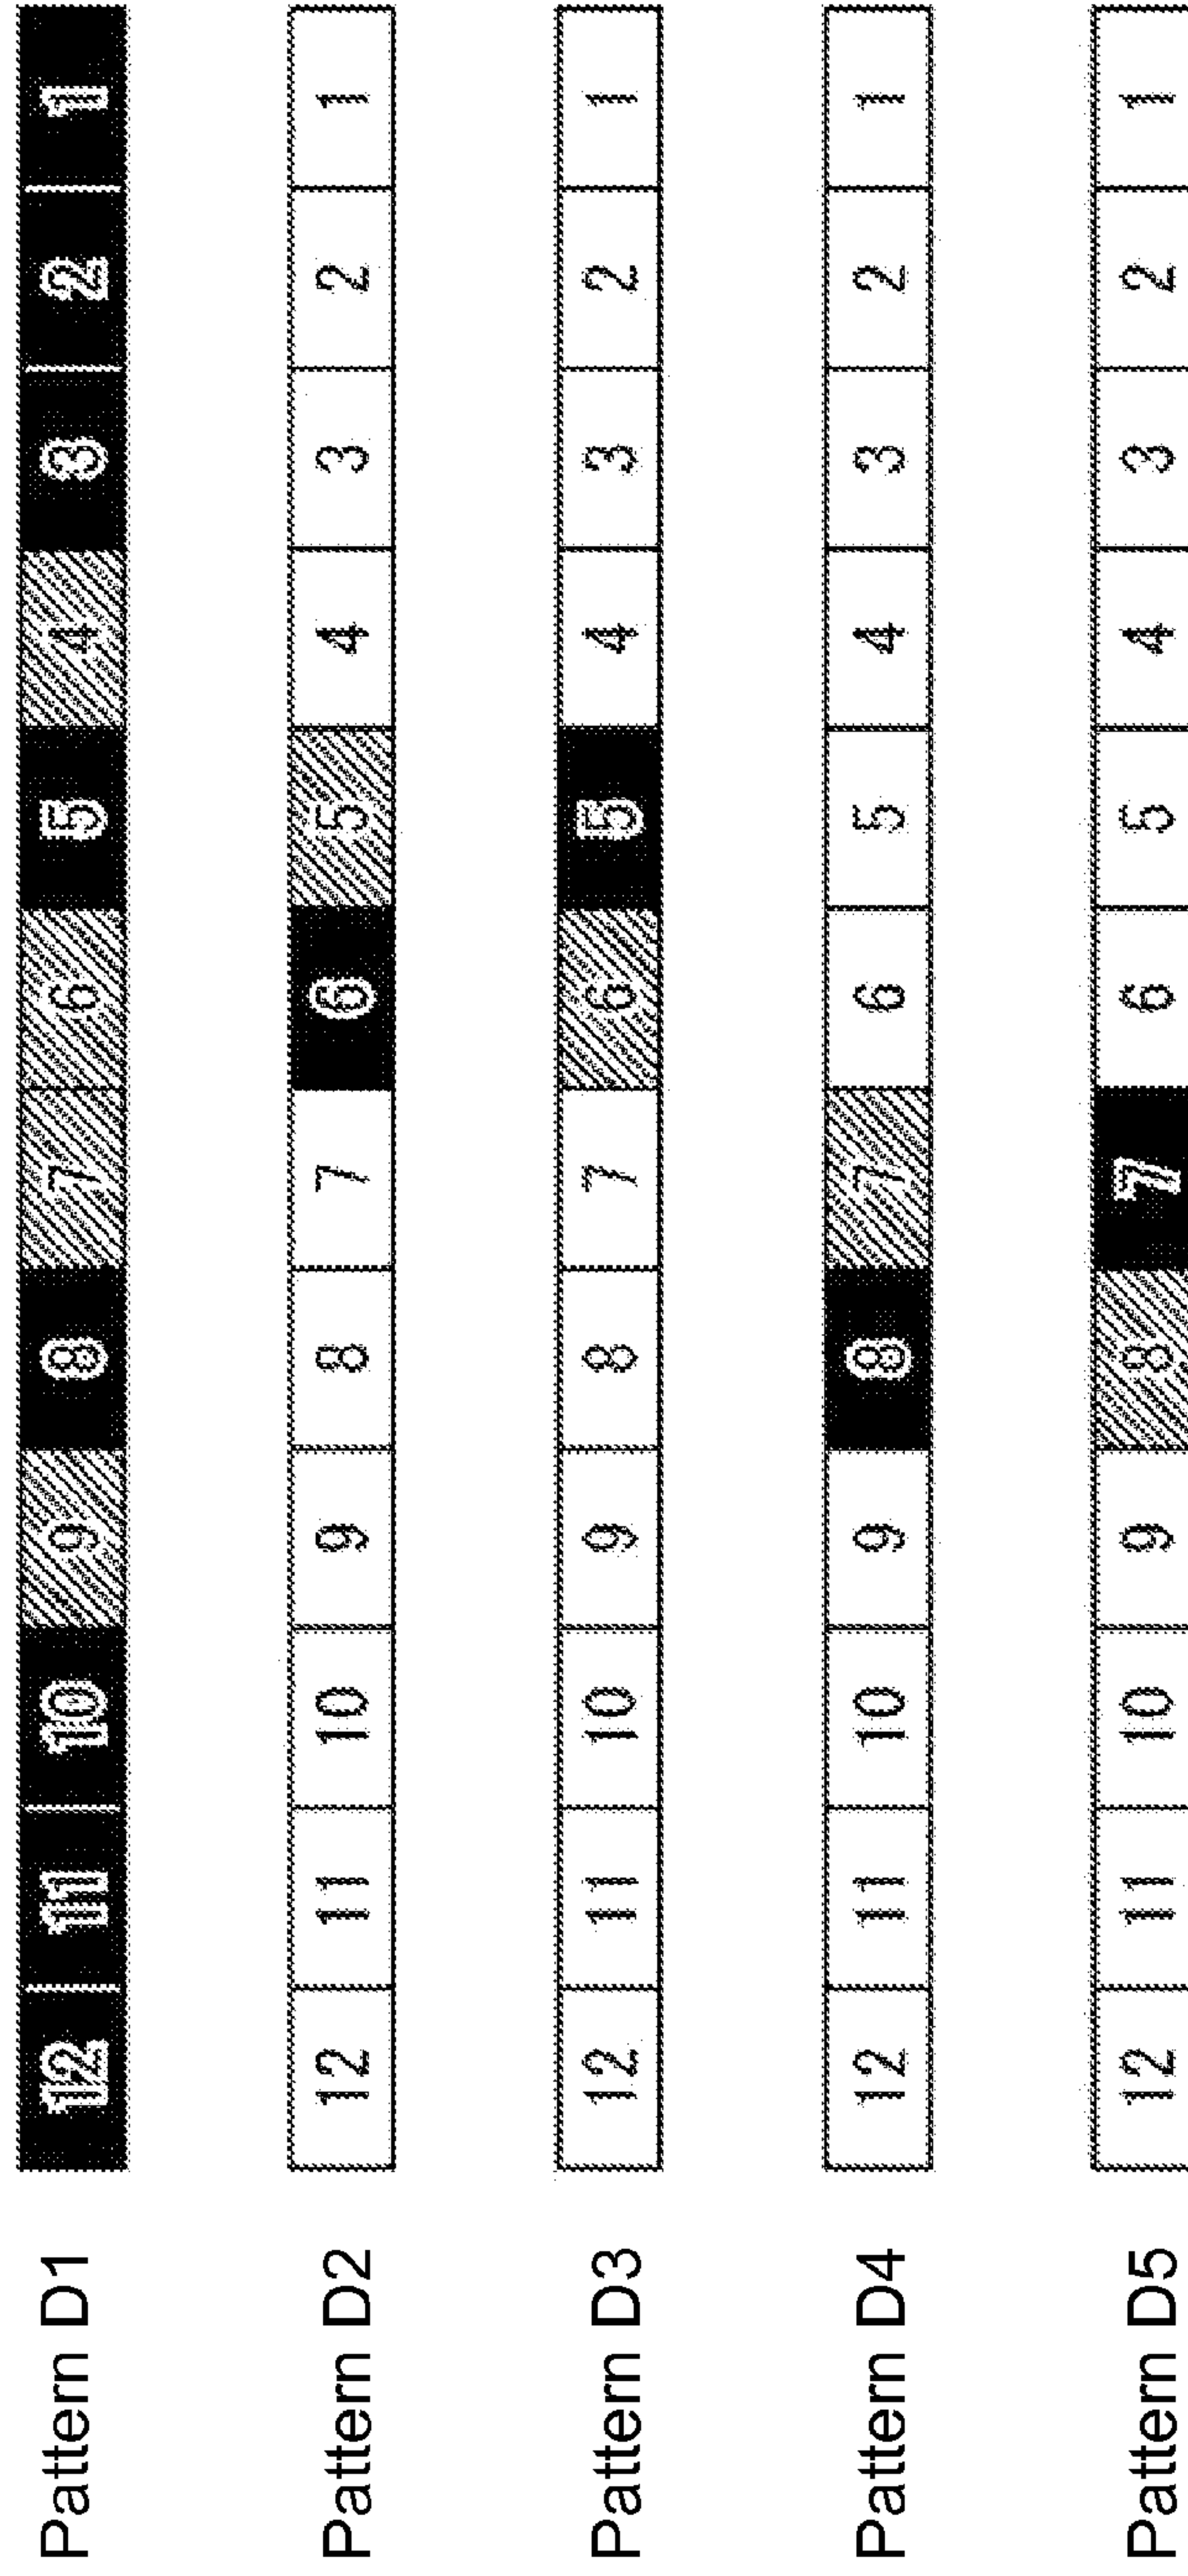 Pattern D1 12 11 10 9 8 7 6 5 4 3 2 1
Pattern D2 12 11 10 9 8 7 6 5 4 3 2 1
Pattern D3 12 11 10 9 8 7 6 5 4 3 2 1
Pattern D4 12 11 10 9 8 7 6 5 4 3 2 1
Pattern D5 12 11 10 9 8 7 6 5 4 3 2 1